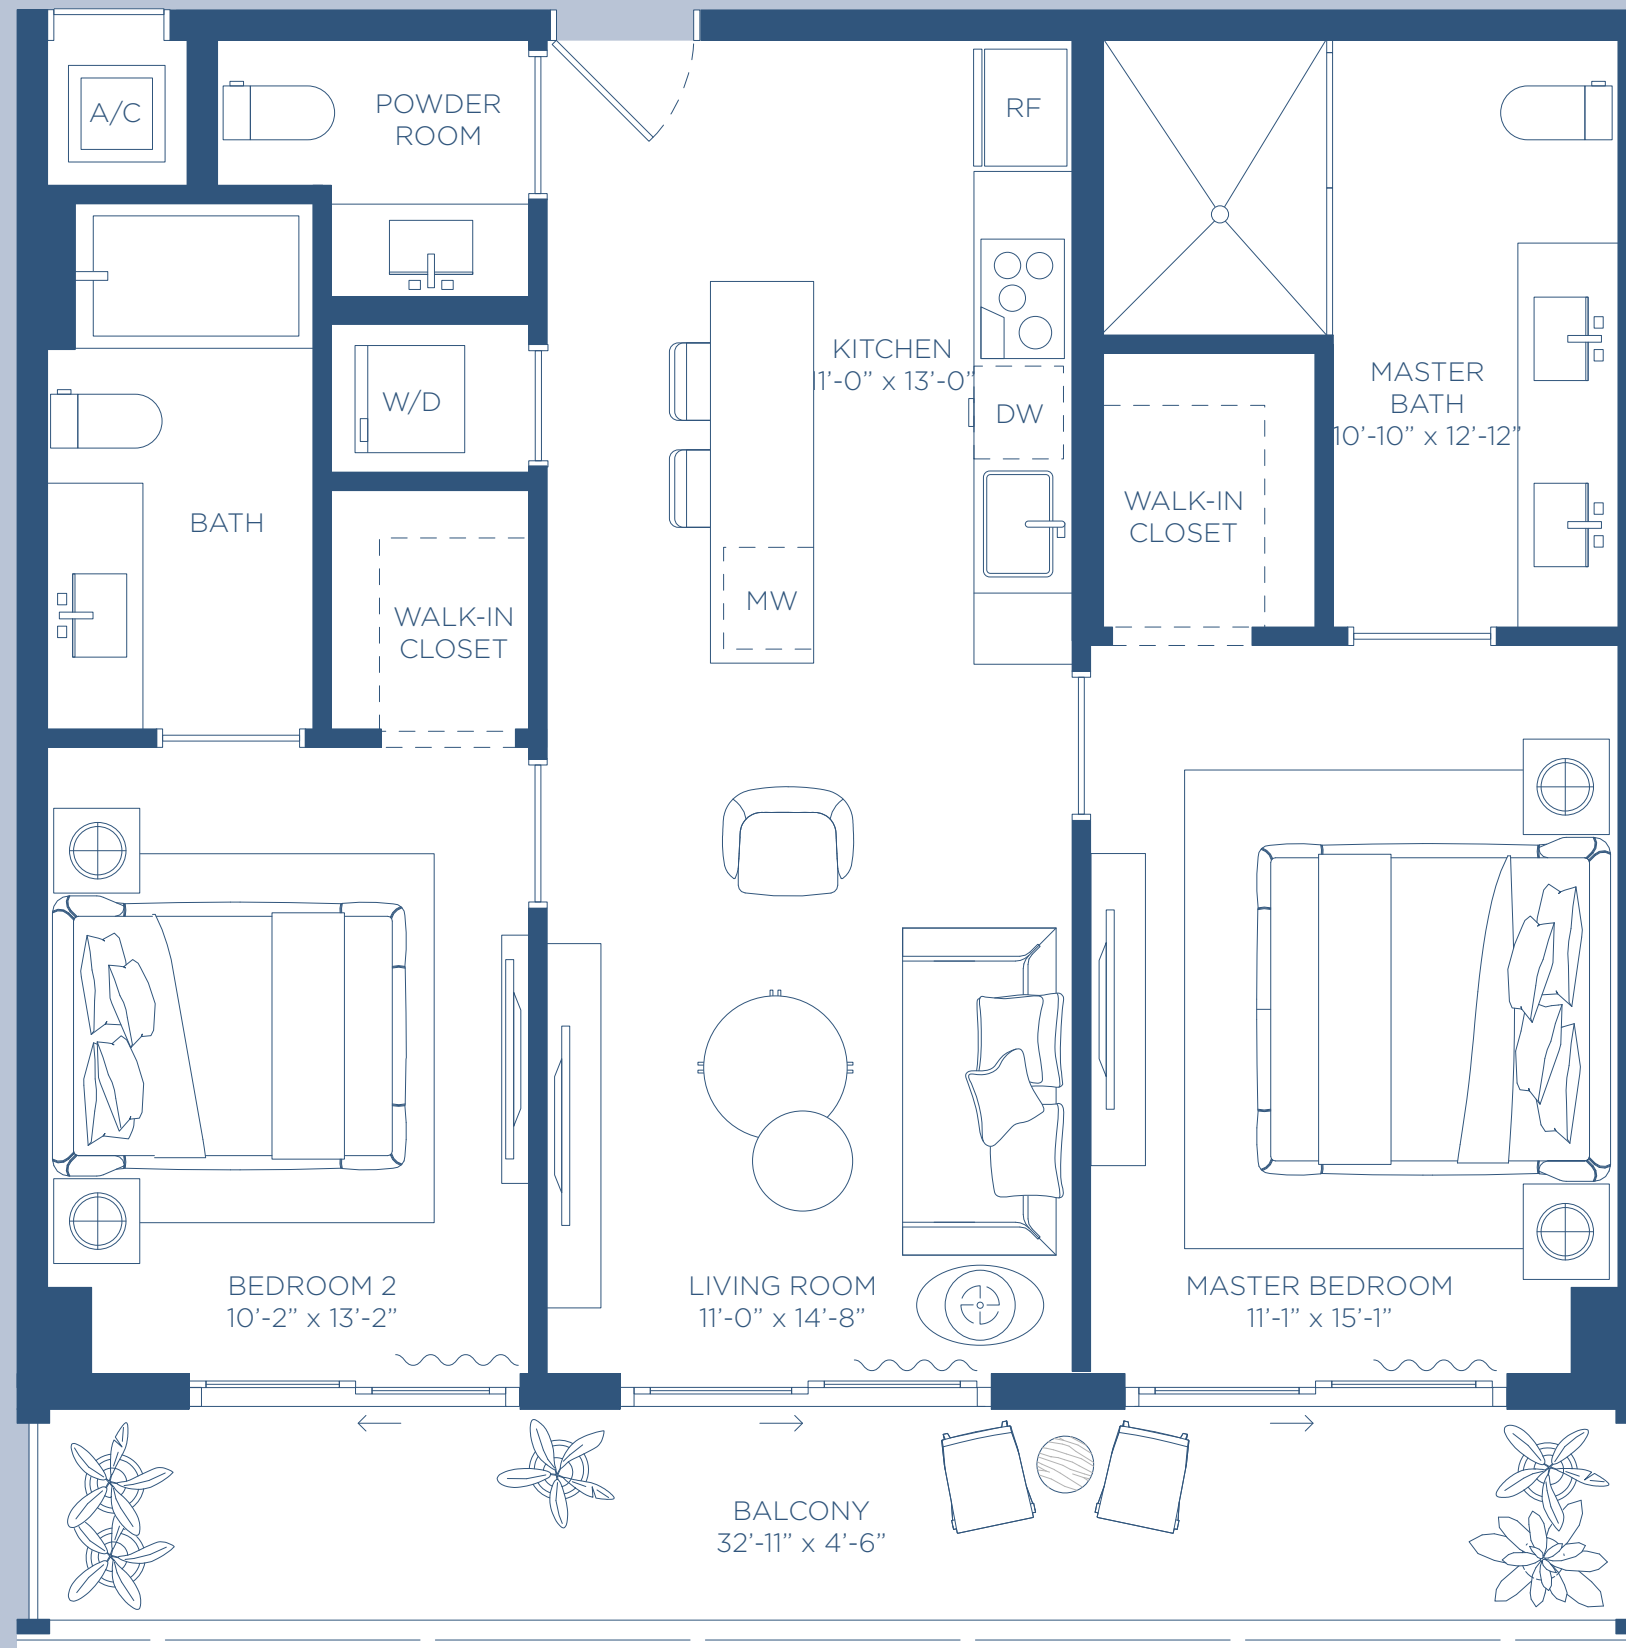 A/C
POWDER
ROOM
RF
KITCHEN
11’-0” x 13’-0”
W/D
DW
MASTER
BATH
10’-10” x 12’-12”
BATH
WALK-IN
CLOSET
WALK-IN
CLOSET
MW
BEDROOM 2
10’-2” x 13’-2”
LIVING ROOM
11’-0” x 14’-8”
MASTER BEDROOM
11’-1” x 15’-1”
BALCONY
32’-11” x 4’-6”